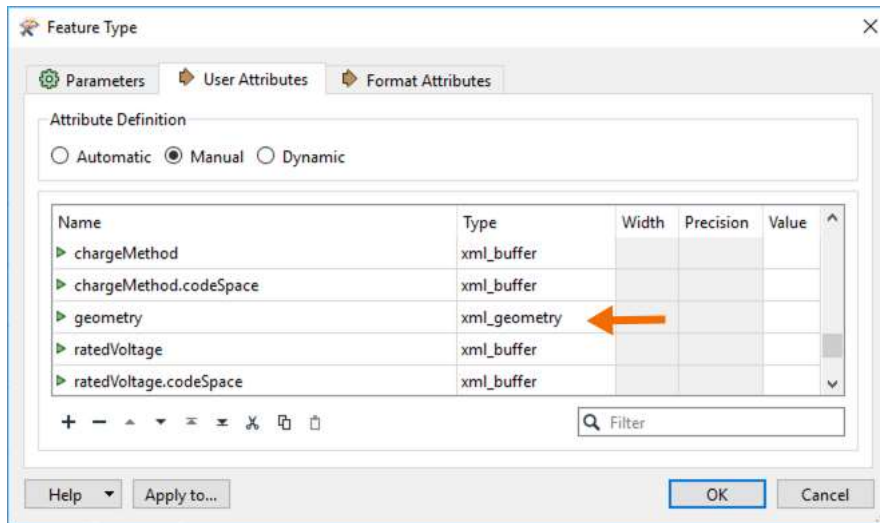 Feature Type
Parameters User Attributes Format Attributes
Attribute Definition
Automatic Manual Dynamic
Name Type Width Precision Value
chargeMethod xml_buffer
chargeMethod.codeSpace xml_buffer
geometry xml_geometry
ratedVoltage xml_buffer
ratedVoltage.codeSpace xml_buffer
Filter
Help Apply to... OK Cancel